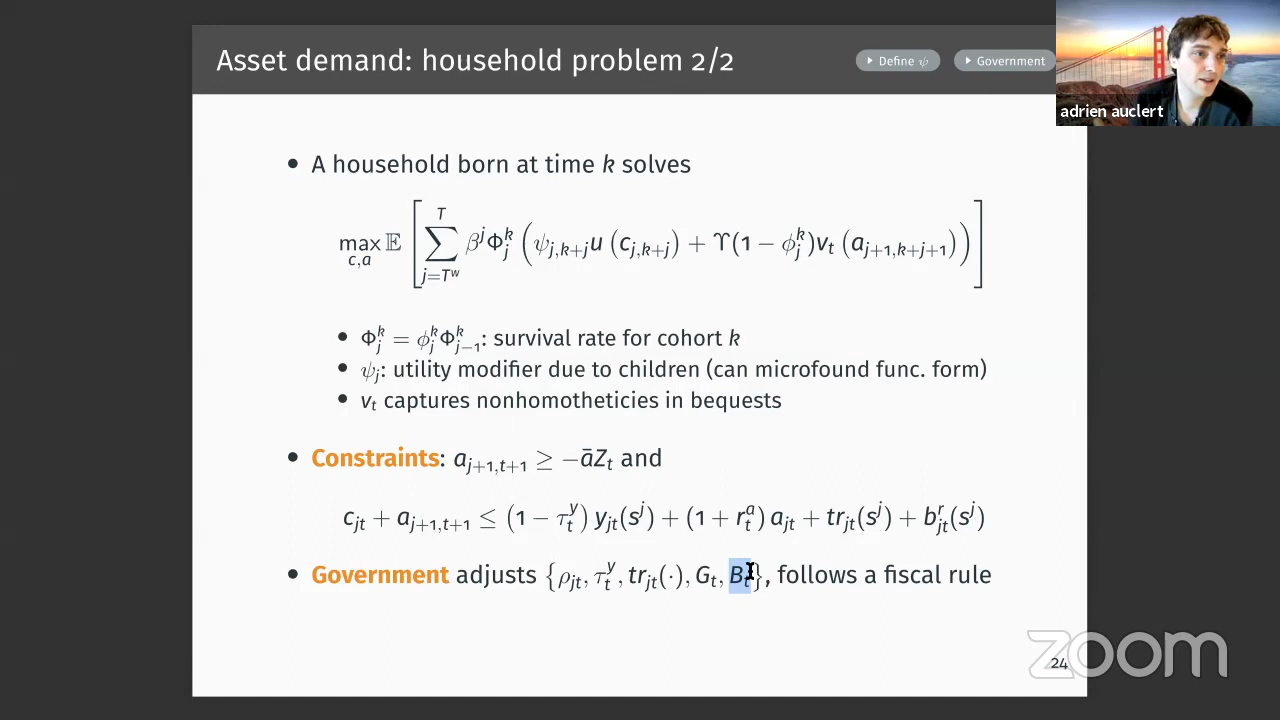 Asset demand: household problem 2/2
Define ψ
Government
adrien auclert
• A household born at time k solves
max_{c,a} 𝔼 [ ∑_{j=T^w}^{T} β^j Φ_j^k ( ψ_{j,k+j} u (c_{j,k+j}) + Υ(1 − ϕ_j^k) v_t (a_{j+1,k+j+1}) ) ]
• Φ_j^k = ϕ_j^k Φ_{j−1}^k: survival rate for cohort k
• ψ_j: utility modifier due to children (can microfound func. form)
• v_t captures nonhomotheticies in bequests
• Constraints: a_{j+1,t+1} ≥ −āZ_t and
c_{jt} + a_{j+1,t+1} ≤ (1 − τ_t^y) y_{jt}(s^j) + (1 + r_t^a) a_{jt} + tr_{jt}(s^j) + b_{jt}^r(s^j)
• Government adjusts {ρ_{jt}, τ_t^y, tr_{jt}(·), G_t, B_t}, follows a fiscal rule
24
zoom